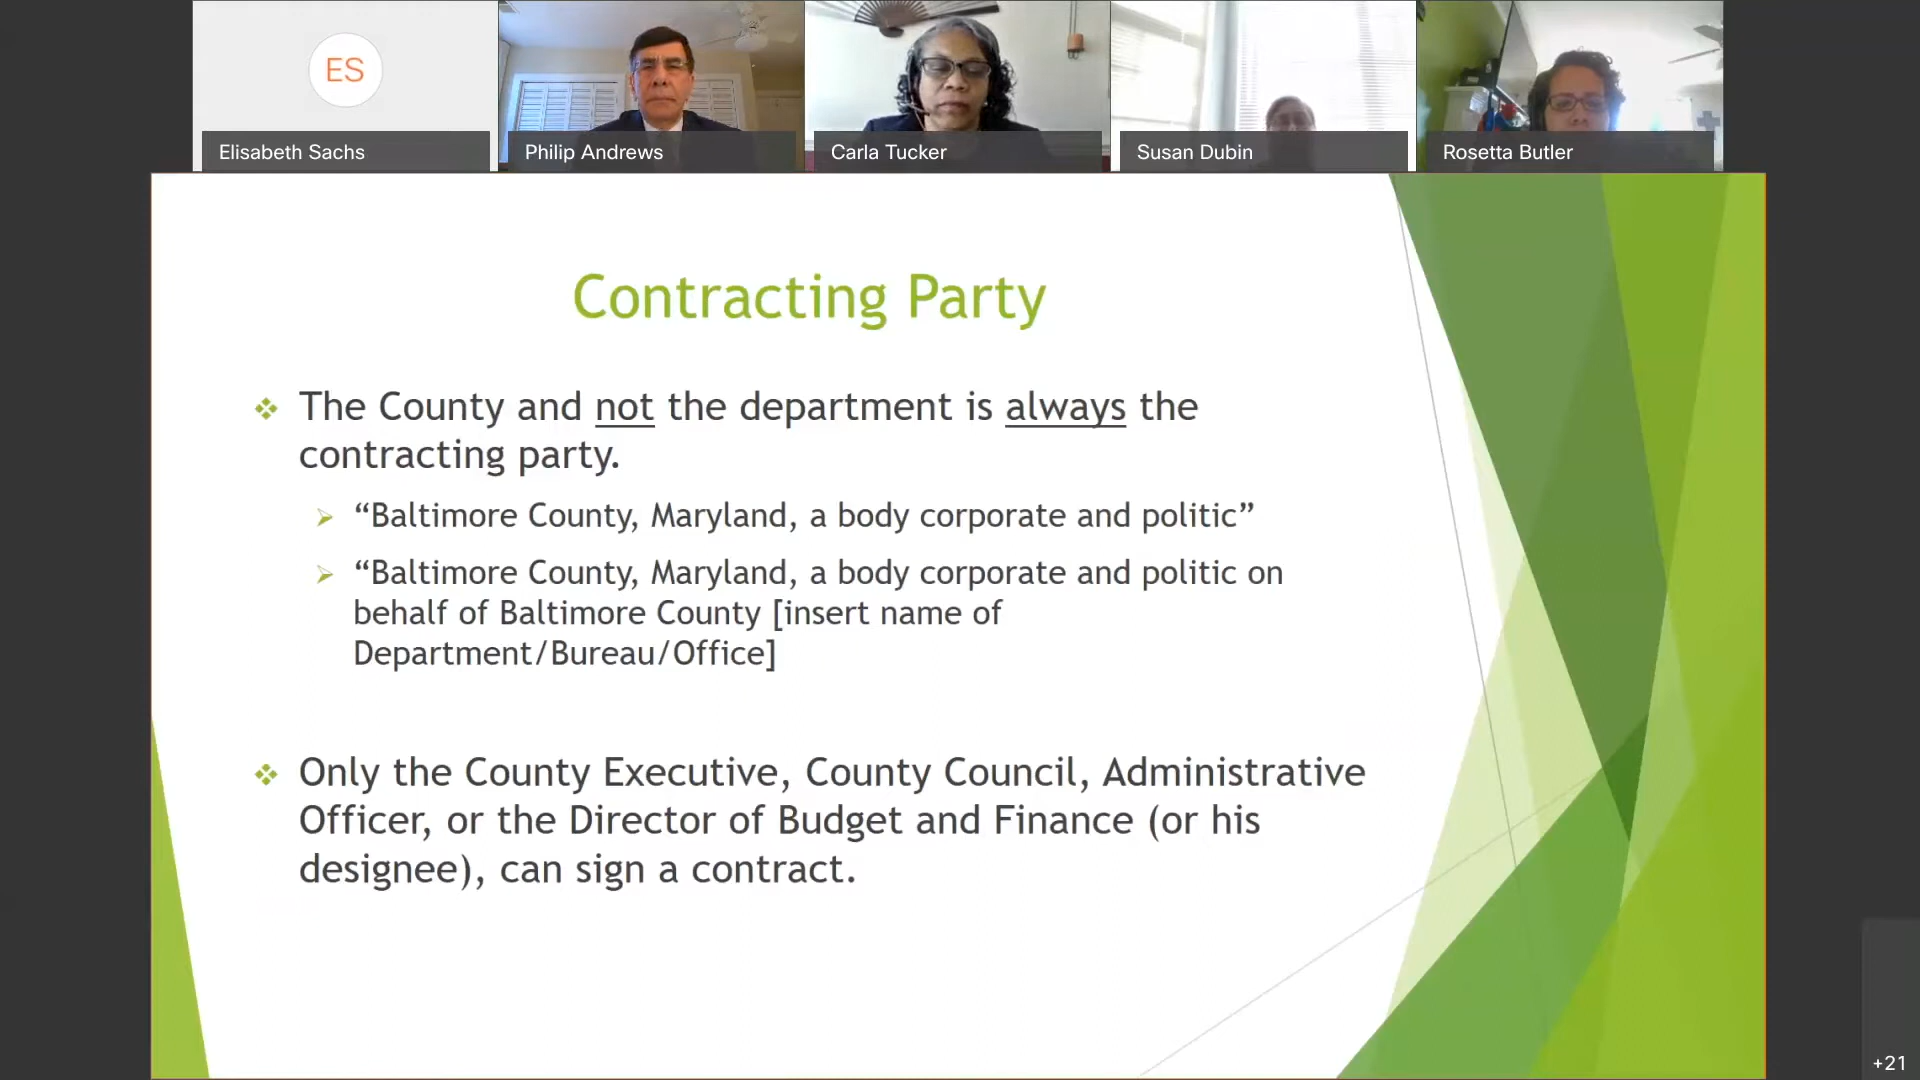 ES
Elisabeth Sachs
Philip Andrews
Carla Tucker
Susan Dubin
Rosetta Butler
Contracting Party
The County and not the department is always the
contracting party.
“Baltimore County, Maryland, a body corporate and politic”
“Baltimore County, Maryland, a body corporate and politic on
behalf of Baltimore County [insert name of
Department/Bureau/Office]
Only the County Executive, County Council, Administrative
Officer, or the Director of Budget and Finance (or his
designee), can sign a contract.
+21